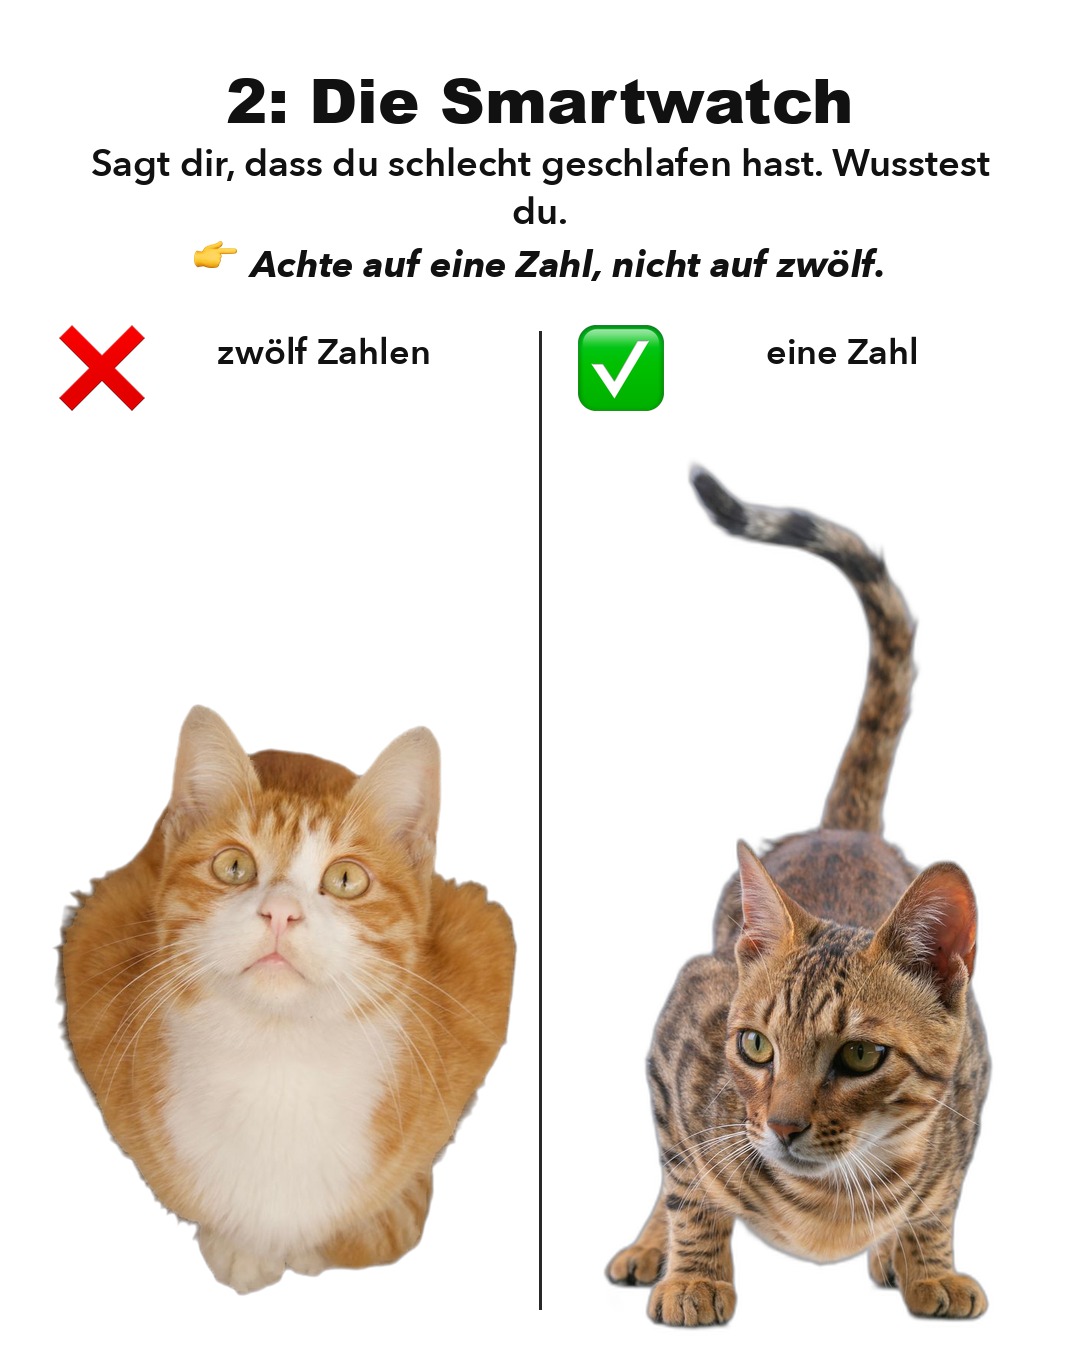 2: Die Smartwatch
Sagt dir, dass du schlecht geschlafen hast. Wusstest
du.
👉 Achte auf eine Zahl, nicht auf zwölf.
❌ zwölf Zahlen
✅ eine Zahl